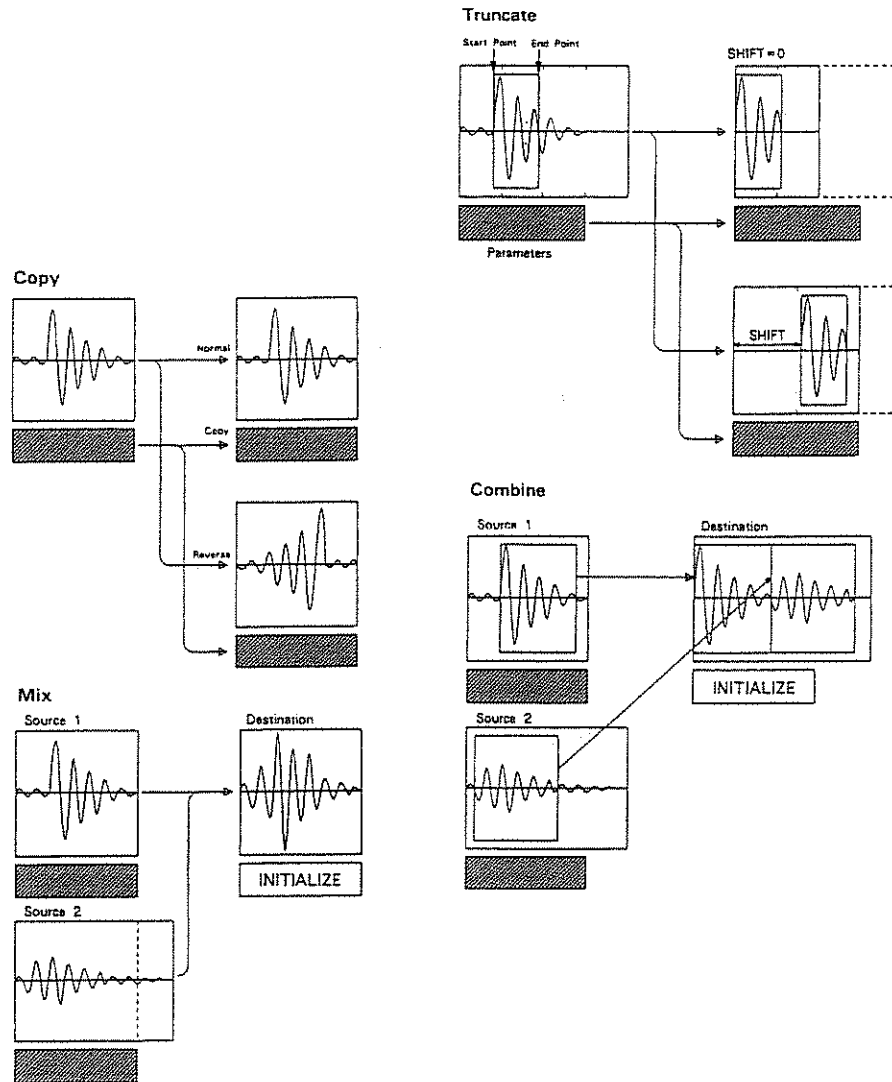 Truncate
Start Point End Point
SHIFT=0
Parameters
SHIFT
Copy
Normal
Copy
Reverse
Mix
Source 1
Destination
INITIALIZE
Source 2
Combine
Source 1
Destination
INITIALIZE
Source 2